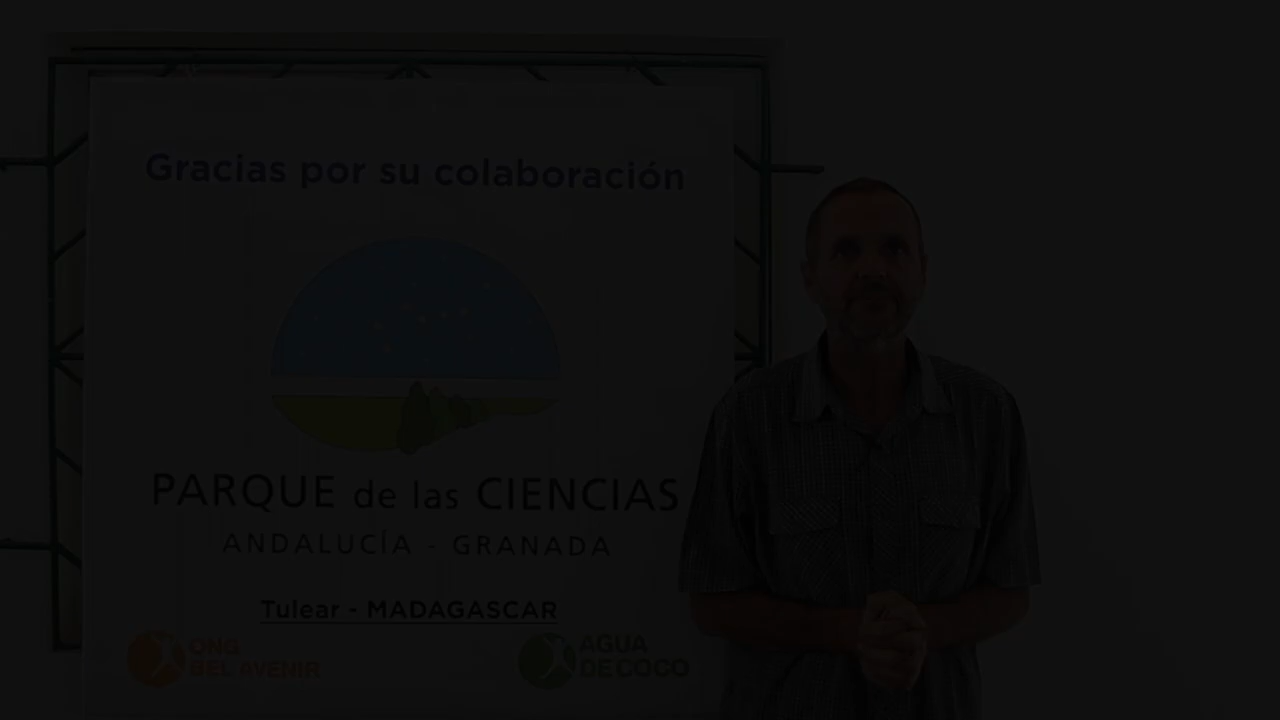 Gracias por su colaboración
PARQUE de las CIENCIAS
ANDALUCÍA - GRANADA
Tulear - MADAGASCAR
ONG
BEL AVENIR
AGUA
DE COCO